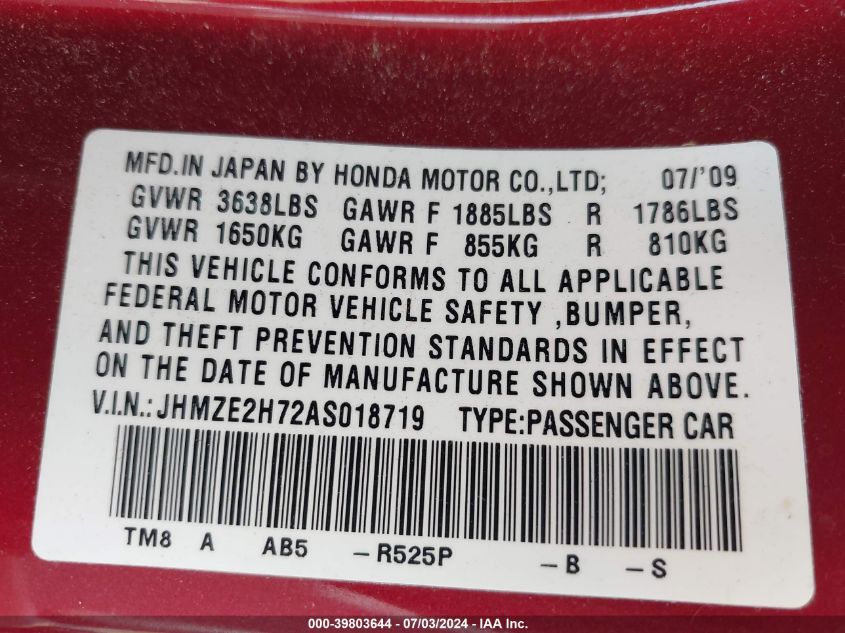 MFD.IN JAPAN BY HONDA MOTOR CO.,LTD; 07/'09
GVWR 3638LBS GAWR F 1885LBS R 1786LBS
GVWR 1650KG GAWR F 855KG R 810KG
THIS VEHICLE CONFORMS TO ALL APPLICABLE
FEDERAL MOTOR VEHICLE SAFETY ,BUMPER,
AND THEFT PREVENTION STANDARDS IN EFFECT
ON THE DATE OF MANUFACTURE SHOWN ABOVE.
V.I.N.: JHMZE2H72AS018719 TYPE:PASSENGER CAR
TM8 A AB5 -R525P -B -S
000-39803644 - 07/03/2024 - IAA Inc.